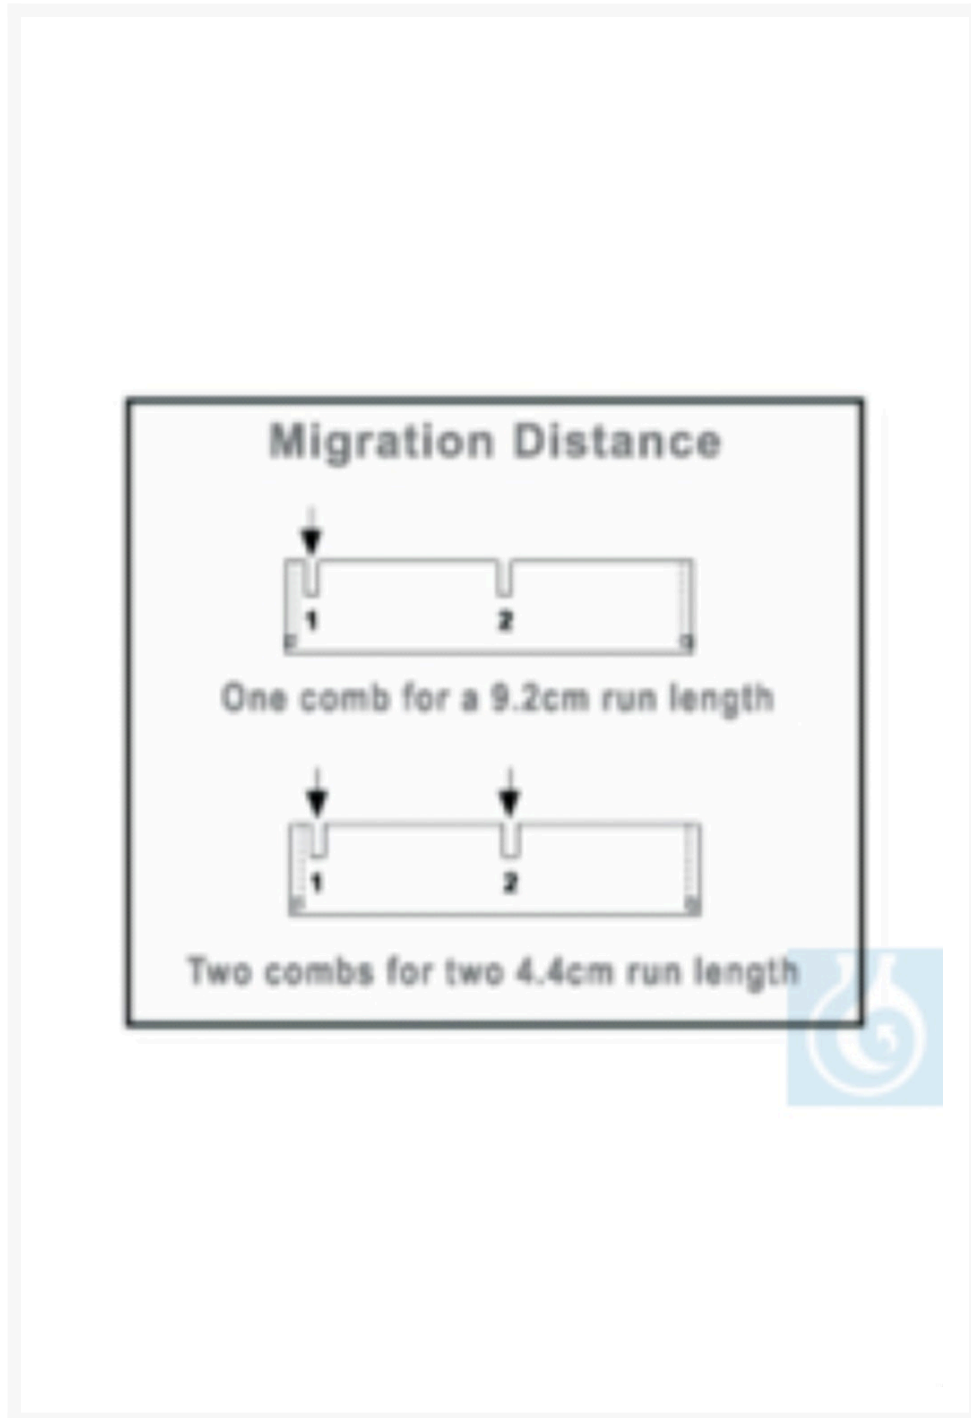 Migration Distance
1 2
One comb for a 9.2cm run length
1 2
Two combs for two 4.4cm run length